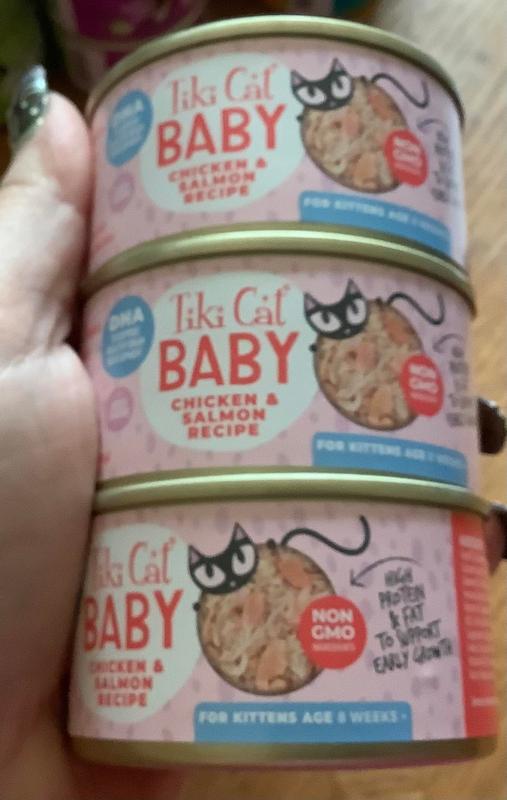 DHA
Tiki Cat
BABY
CHICKEN &
SALMON
RECIPE
NON
GMO
FOR KITTENS AGE
DHA
Tiki Cat
BABY
CHICKEN &
SALMON
RECIPE
NON
GMO
FOR KITTENS AGE
Tiki Cat
BABY
CHICKEN &
SALMON
RECIPE
NON
GMO
HIGH
PROTEIN
& FAT
TO SUPPORT
EARLY GROWTH
FOR KITTENS AGE 8 WEEKS +